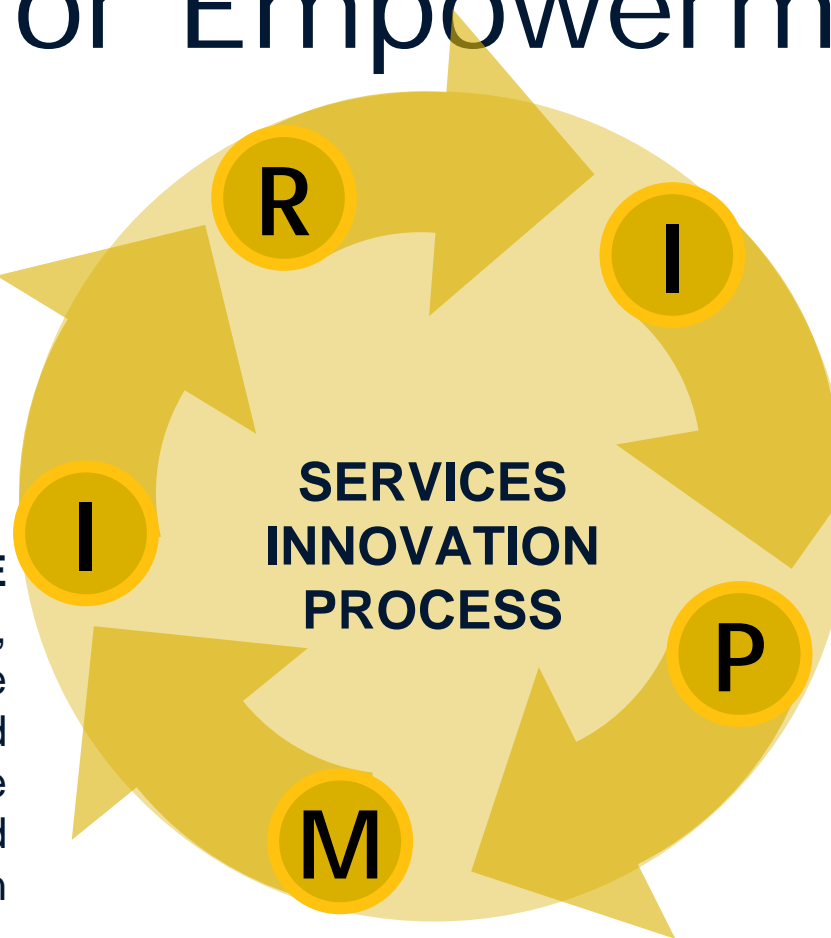 or Empowerm
R
I
SERVICES
INNOVATION
PROCESS
I
E
,
e
d
e
d
n
P
M